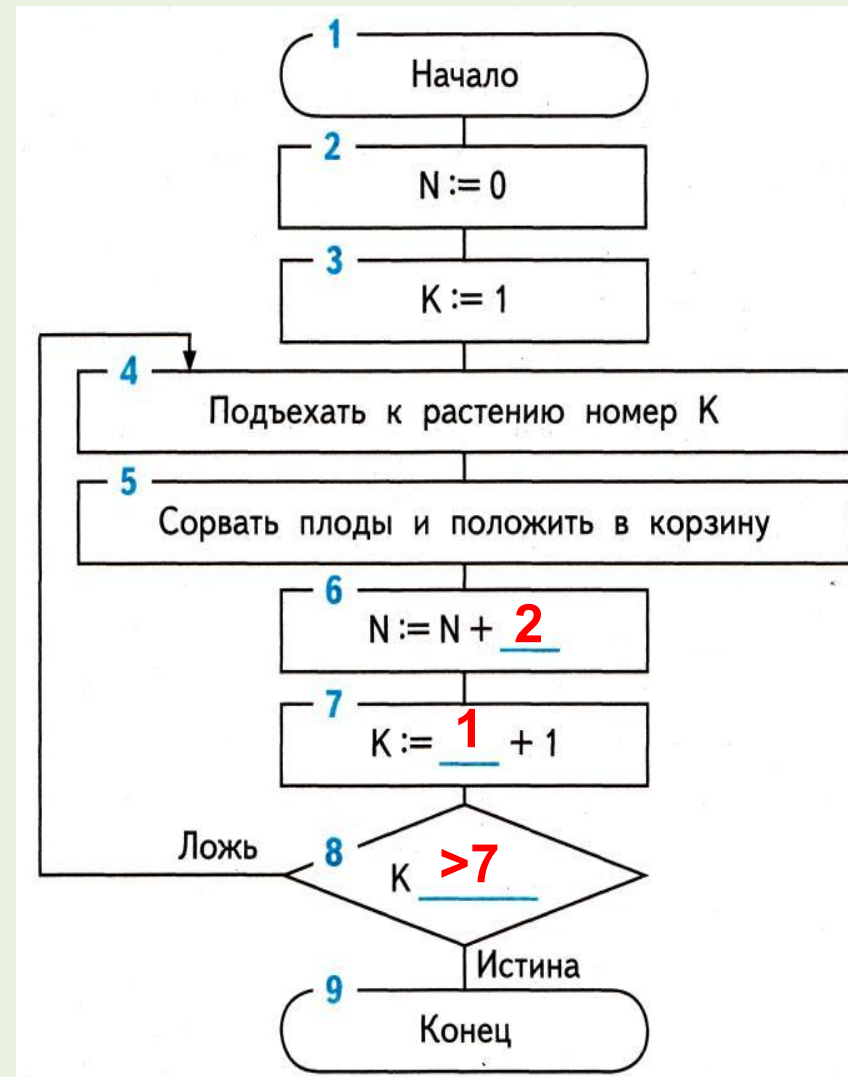 1
Начало
2
N := 0
3
K := 1
4
Подъехать к растению номер K
5
Сорвать плоды и положить в корзину
6
N := N + 2
7
K := 1 + 1
Ложь
8
K >7
Истина
9
Конец